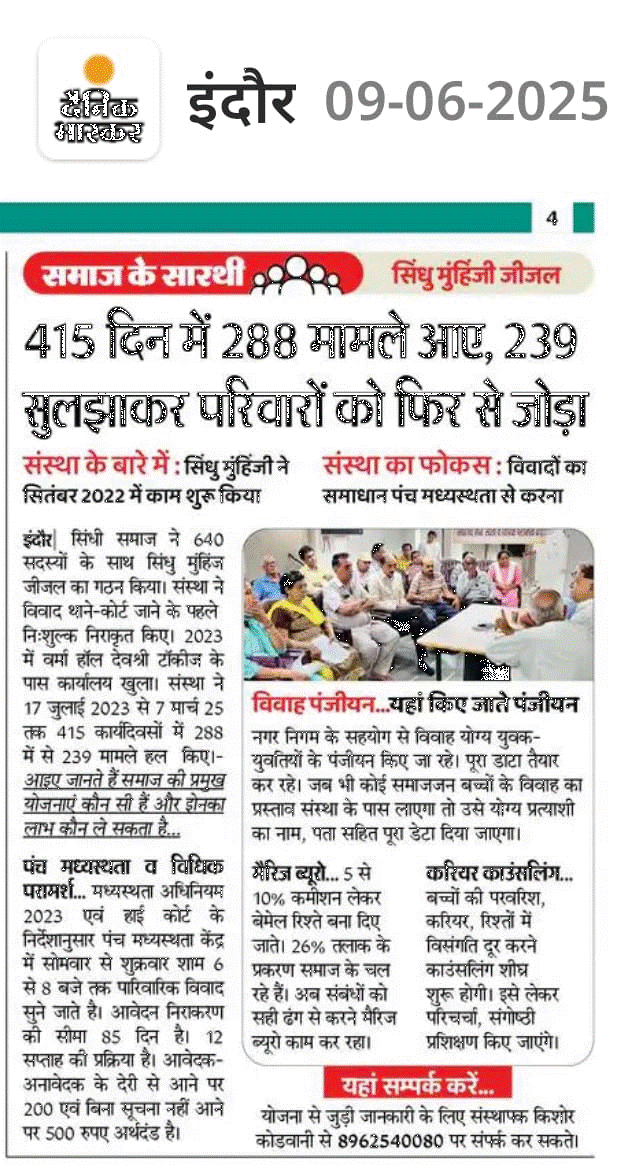 दैनिक
भास्कर
इंदौर 09-06-2025
4
समाज के सारथी
सिंधु मुंहिंजी जीजल
415 दिन में 288 मामले आए, 239
सुलझाकर परिवारों को फिर से जोड़ा
संस्था के बारे में : सिंधु मुंहिंजी ने
सितंबर 2022 में काम शुरू किया
संस्था का फोकस : विवादों का
समाधान पंच मध्यस्थता से करना
इंदौर| सिंधी समाज ने 640
सदस्यों के साथ सिंधु मुंहिंज
जीजल का गठन किया। संस्था ने
विवाद थाने-कोर्ट जाने के पहले
निःशुल्क निराकृत किए। 2023
में वर्मा हॉल देवश्री टॉकीज के
पास कार्यालय खुला। संस्था ने
17 जुलाई 2023 से 7 मार्च 25
तक 415 कार्यदिवसों में 288
में से 239 मामले हल किए।-
आइए जानते हैं समाज की प्रमुख
योजनाएं कौन सी हैं और इनका
लाभ कौन ले सकता है...
पंच मध्यस्थता व विधिक
परामर्श... मध्यस्थता अधिनियम
2023 एवं हाई कोर्ट के
निर्देशानुसार पंच मध्यस्थता केंद्र
में सोमवार से शुक्रवार शाम 6
से 8 बजे तक पारिवारिक विवाद
सुने जाते है। आवेदन निराकरण
की सीमा 85 दिन है। 12
सप्ताह की प्रक्रिया है। आवेदक-
अनावेदक के देरी से आने पर
200 एवं बिना सूचना नहीं आने
पर 500 रुपए अर्थदंड है।
विवाह पंजीयन...यहां किए जाते पंजीयन
नगर निगम के सहयोग से विवाह योग्य युवक-
युवतियों के पंजीयन किए जा रहे। पूरा डाटा तैयार
कर रहे। जब भी कोई समाजजन बच्चों के विवाह का
प्रस्ताव संस्था के पास लाएगा तो उसे योग्य प्रत्याशी
का नाम, पता सहित पूरा डेटा दिया जाएगा।
मैरिज ब्यूरो... 5 से
10% कमीशन लेकर
बेमेल रिश्ते बना दिए
जाते। 26% तलाक के
प्रकरण समाज के चल
रहे हैं। अब संबंधों को
सही ढंग से करने मैरिज
ब्यूरो काम कर रहा।
करियर काउंसलिंग...
बच्चों की परवरिश,
करियर, रिश्तों में
विसंगति दूर करने
काउंसलिंग शीघ्र
शुरू होगी। इसे लेकर
परिचर्चा, संगोष्ठी
प्रशिक्षण किए जाएंगे।
यहां सम्पर्क करें...
योजना से जुड़ी जानकारी के लिए संस्थापक किशोर
कोडवानी से 8962540080 पर संपर्क कर सकते।